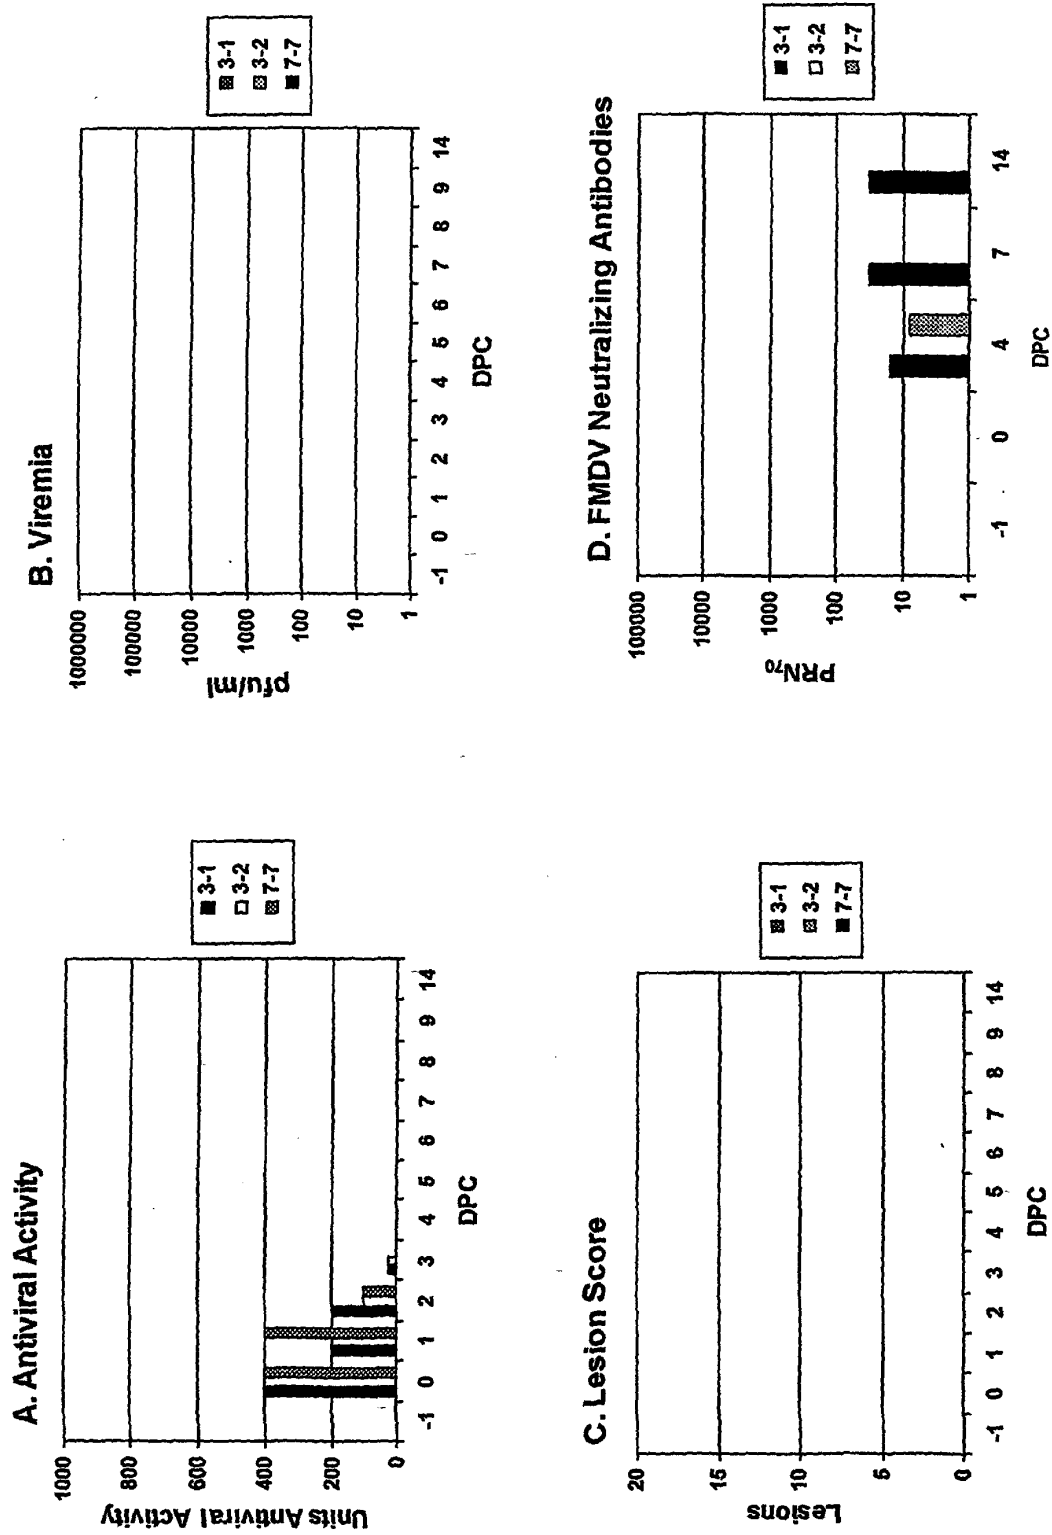 A. Antiviral Activity
1000
800
600
400
200
0
Units Antiviral Activity
-1 0 1 2 3 4 5 6 7 8 9 14
DPC
3-1
3-2
7-7
B. Viremia
1000000
100000
10000
1000
100
10
1
pfu/ml
-1 0 1 2 3 4 5 6 7 8 9 14
DPC
3-1
3-2
7-7
C. Lesion Score
20
15
10
5
0
Lesions
-1 0 1 2 3 4 5 6 7 8 9 14
DPC
3-1
3-2
7-7
D. FMDV Neutralizing Antibodies
100000
10000
1000
100
10
1
PRN70
-1 0 4 7 14
DPC
3-1
3-2
7-7